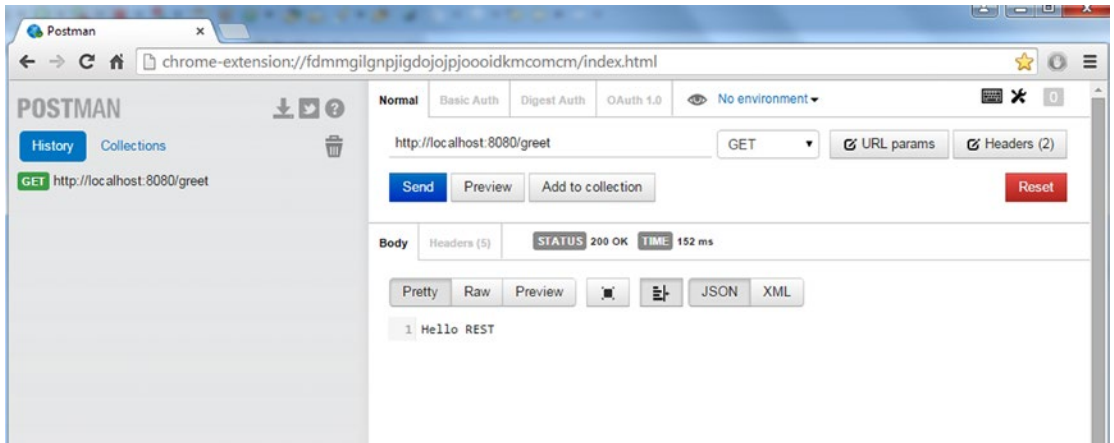 Postman
chrome-extension://fdmmgilgnpjigdojojpjoooidkmcomcm/index.html
POSTMAN
History Collections
GET http://localhost:8080/greet
Normal Basic Auth Digest Auth OAuth 1.0 No environment 0
http://localhost:8080/greet GET URL params Headers (2)
Send Preview Add to collection Reset
Body Headers (5) STATUS 200 OK TIME 152 ms
Pretty Raw Preview JSON XML
1 Hello REST